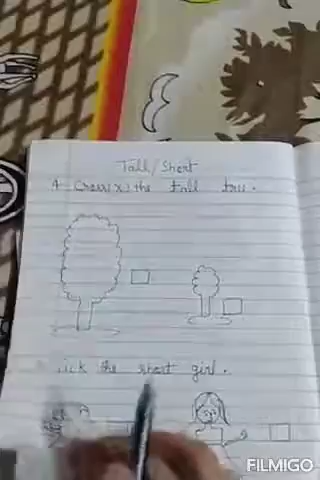 Tall/Short
A Cross(x) the tall tree.
ick the short girl.
FILMIGO